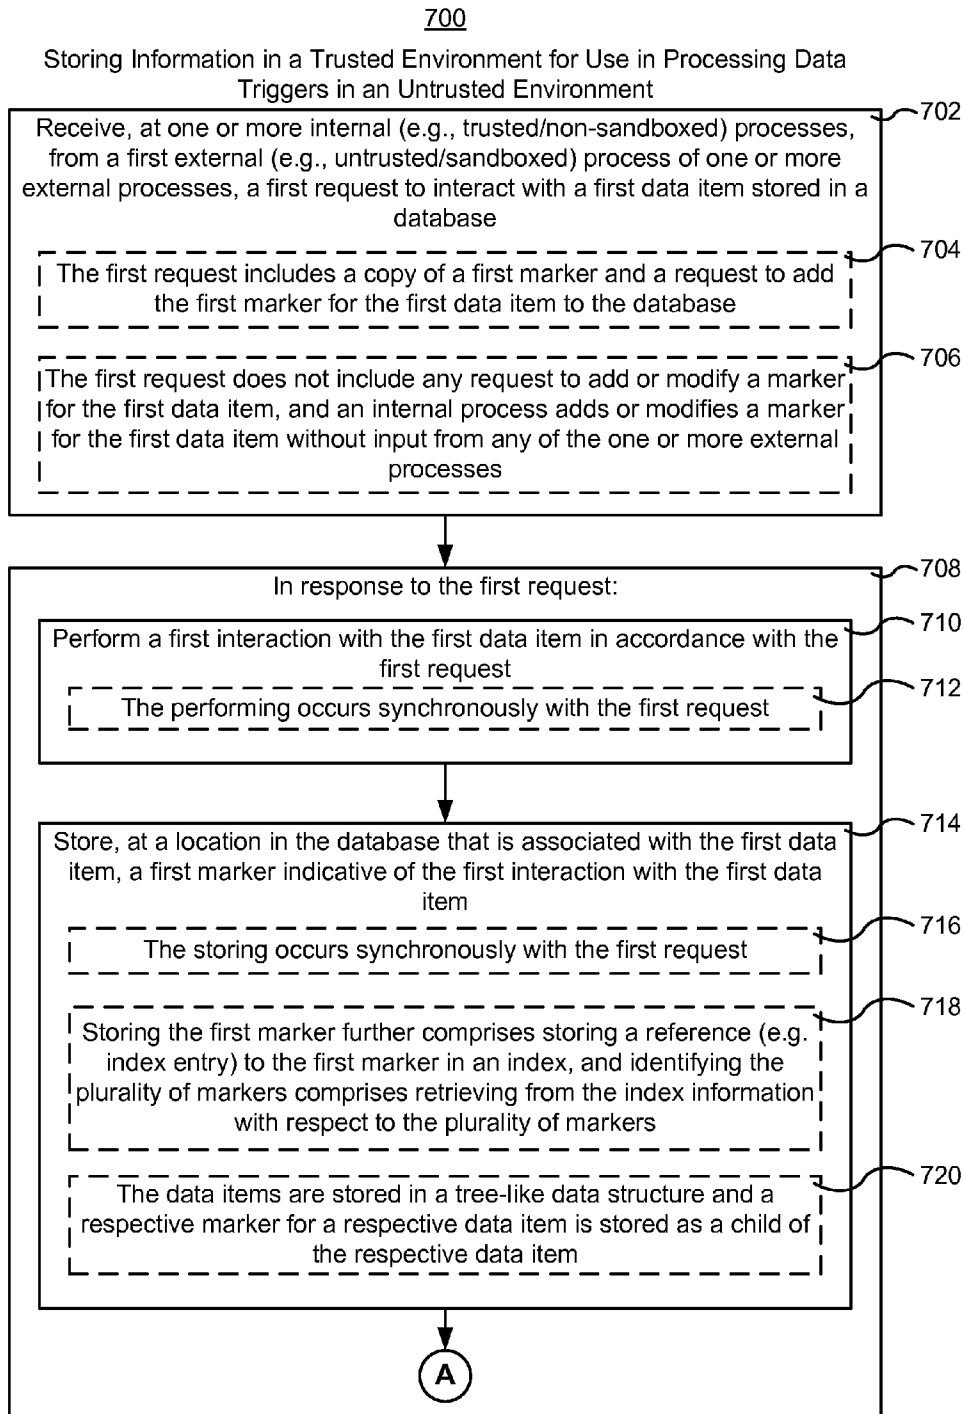 700
Storing Information in a Trusted Environment for Use in Processing Data
Triggers in an Untrusted Environment
702
Receive, at one or more internal (e.g., trusted/non-sandboxed) processes,
from a first external (e.g., untrusted/sandboxed) process of one or more
external processes, a first request to interact with a first data item stored in a
database
704
The first request includes a copy of a first marker and a request to add
the first marker for the first data item to the database
706
The first request does not include any request to add or modify a marker
for the first data item, and an internal process adds or modifies a marker
for the first data item without input from any of the one or more external
processes
708
In response to the first request:
710
Perform a first interaction with the first data item in accordance with the
first request
712
The performing occurs synchronously with the first request
714
Store, at a location in the database that is associated with the first data
item, a first marker indicative of the first interaction with the first data
item
716
The storing occurs synchronously with the first request
718
Storing the first marker further comprises storing a reference (e.g.
index entry) to the first marker in an index, and identifying the
plurality of markers comprises retrieving from the index information
with respect to the plurality of markers
720
The data items are stored in a tree-like data structure and a
respective marker for a respective data item is stored as a child of
the respective data item
A